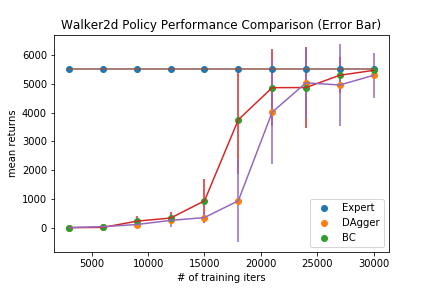 Walker2d Policy Performance Comparison (Error Bar)
6000
5000
4000
3000
2000
1000
0
mean returns
5000 10000 15000 20000 25000 30000
# of training iters
Expert
DAgger
BC